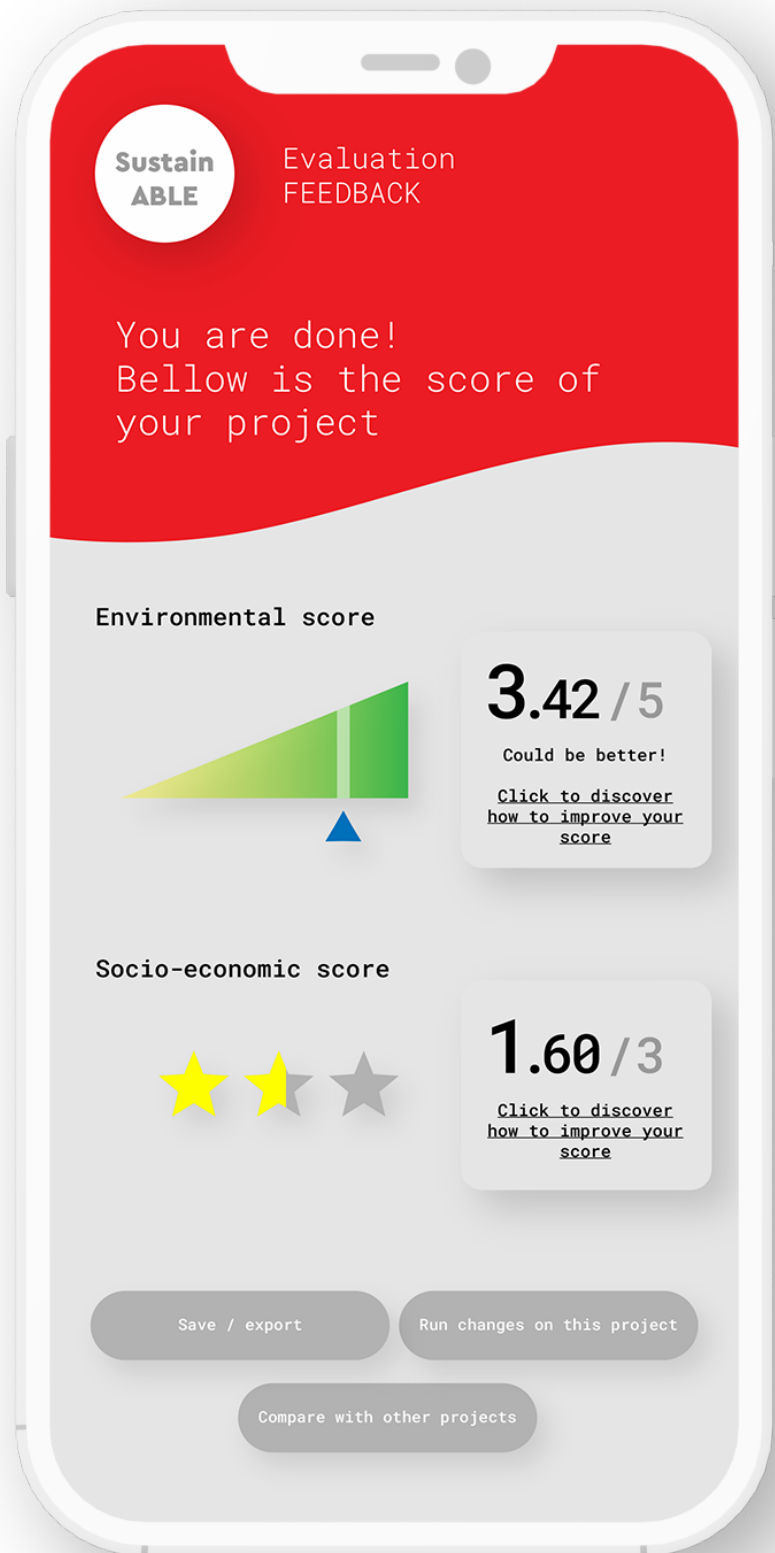 Sustain
ABLE
Evaluation
FEEDBACK
You are done!
Bellow is the score of
your project
Environmental score
3.42/5
Could be better!
Click to discover
how to improve your
score
Socio-economic score
1.60/3
Click to discover
how to improve your
score
Save / export
Run changes on this project
Compare with other projects